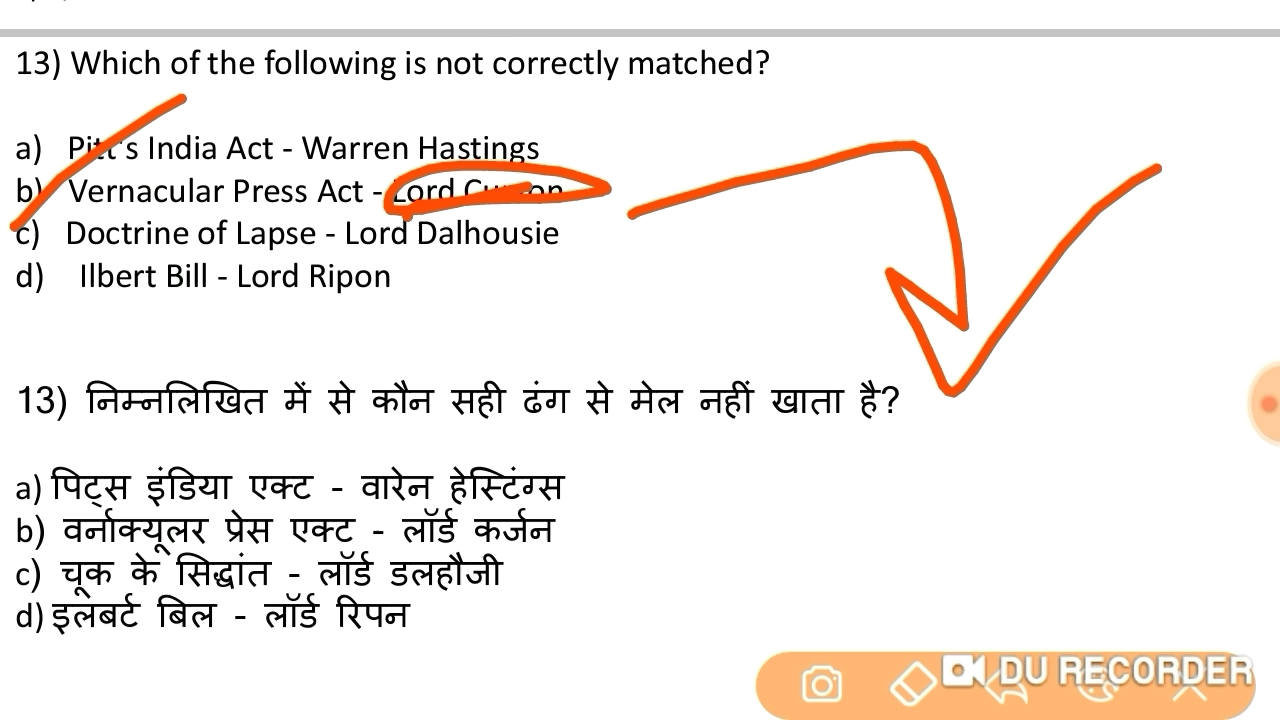 13) Which of the following is not correctly matched?
a) Pitt's India Act - Warren Hastings
b) Vernacular Press Act - Lord Curzon
c) Doctrine of Lapse - Lord Dalhousie
d) Ilbert Bill - Lord Ripon
13) निम्नलिखित में से कौन सही ढंग से मेल नहीं खाता है?
a) पिट्स इंडिया एक्ट - वारेन हेस्टिंग्स
b) वर्नाक्यूलर प्रेस एक्ट - लॉर्ड कर्जन
c) चूक के सिद्धांत - लॉर्ड डलहौजी
d) इलबर्ट बिल - लॉर्ड रिपन
DU RECORDER